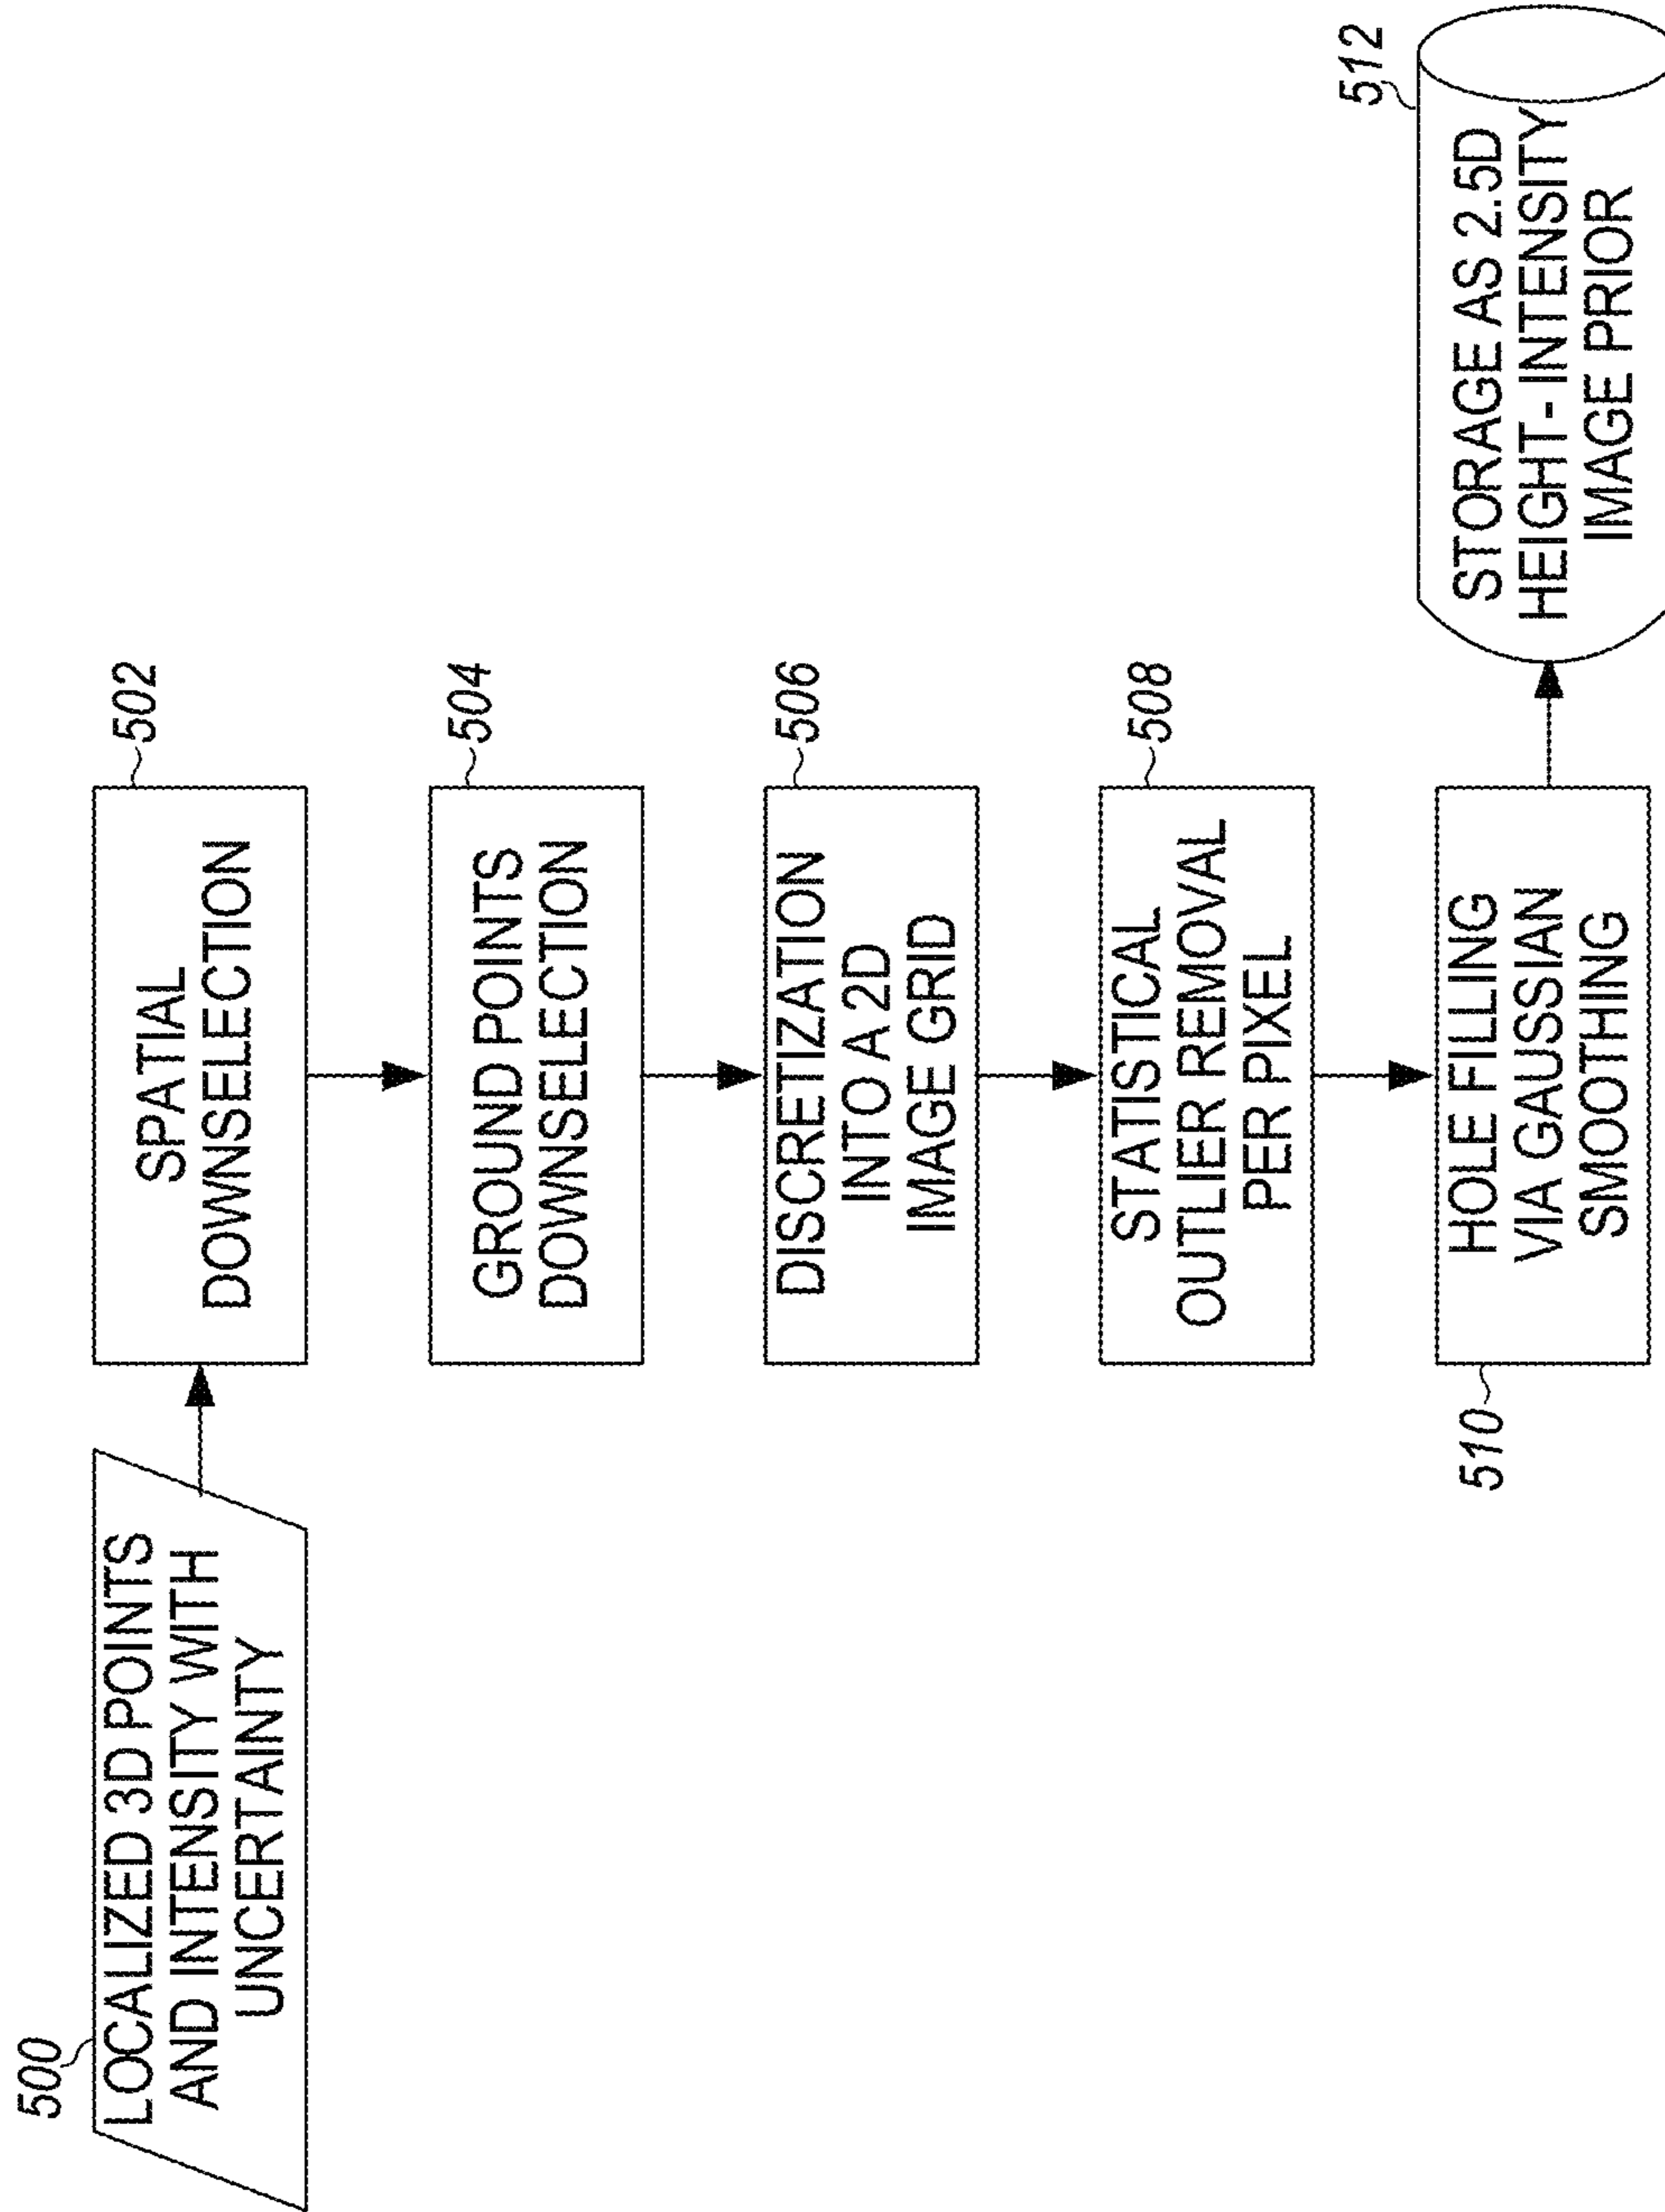 500
LOCALIZED 3D POINTS
AND INTENSITY WITH
UNCERTAINTY
502
SPATIAL
DOWNSELECTION
504
GROUND POINTS
DOWNSELECTION
506
DISCRETIZATION
INTO A 2D
IMAGE GRID
508
STATISTICAL
OUTLIER REMOVAL
PER PIXEL
510
HOLE FILLING
VIA GAUSSIAN
SMOOTHING
512
STORAGE AS 2.5D
HEIGHT-INTENSITY
IMAGE PRIOR